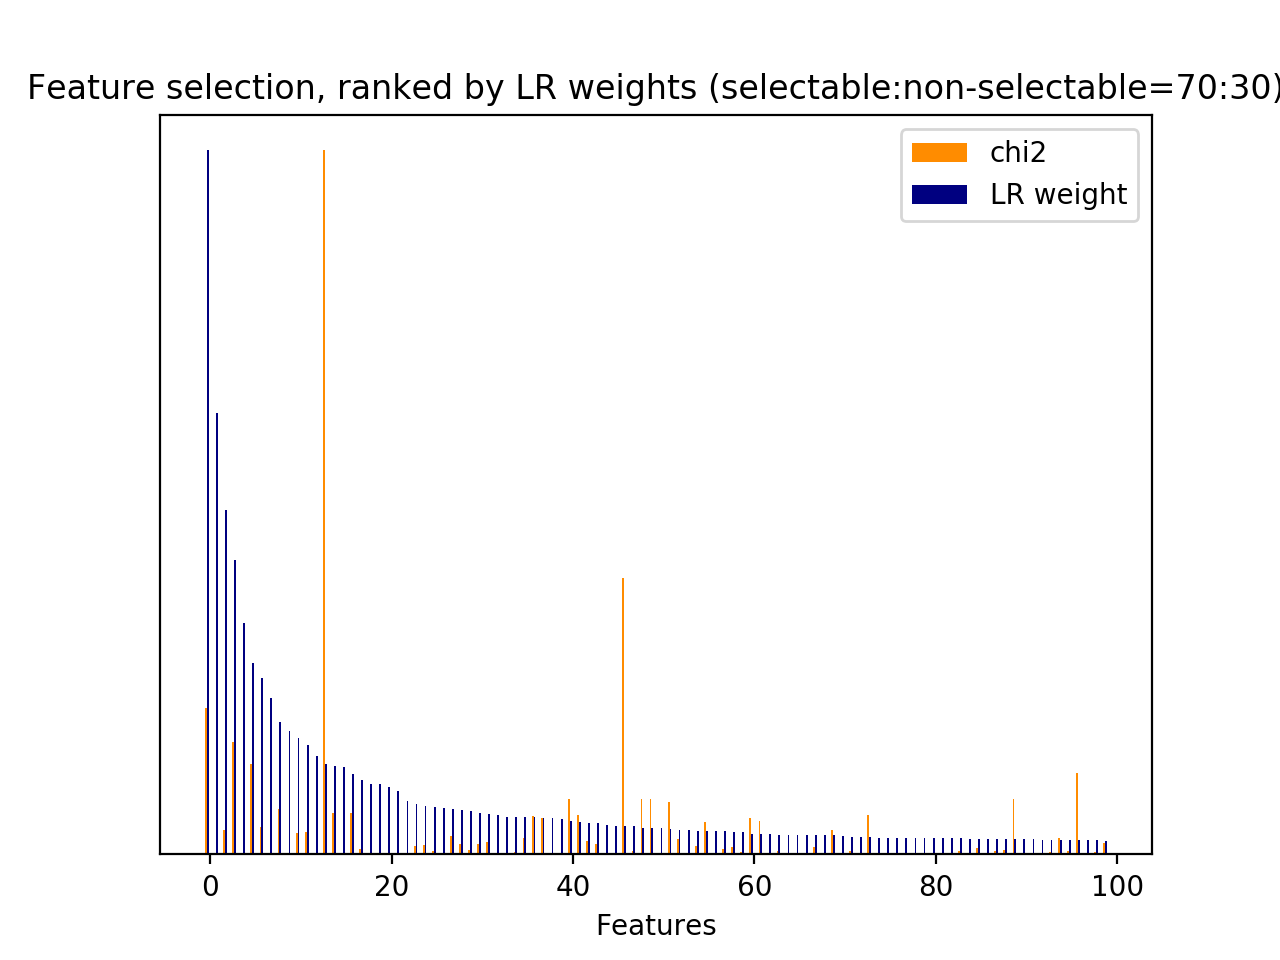 Feature selection, ranked by LR weights (selectable:non-selectable=70:30)
chi2
LR weight
0 20 40 60 80 100
Features